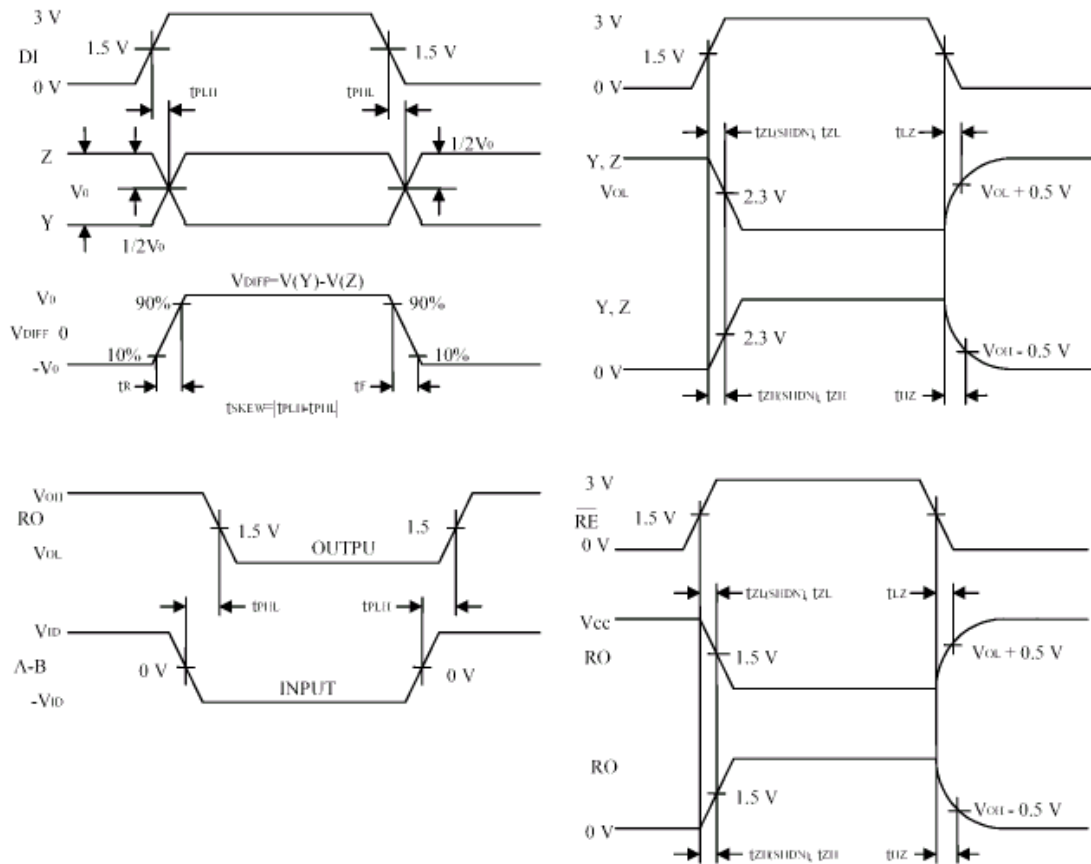 3 V
DI
1.5 V
1.5 V
0 V
tPLH
tPHL
Z
1/2V0
V0
Y
1/2V0
VDIFF=V(Y)-V(Z)
V0
90%
90%
VDIFF 0
10%
10%
-V0
tR
tF
tSKEW=|tPLH-tPHL|
3 V
1.5 V
0 V
tZL(SHDN), tZL
tLZ
Y, Z
VOL
2.3 V
VOL + 0.5 V
Y, Z
2.3 V
VOH - 0.5 V
0 V
tZH(SHDN), tZH
tHZ
VOH
RO
1.5 V
1.5
VOL
OUTPU
tPHL
tPLH
VID
A-B
0 V
0 V
INPUT
-VID
3 V
RE
1.5 V
0 V
tZL(SHDN), tZL
tLZ
Vcc
RO
1.5 V
VOL + 0.5 V
RO
1.5 V
VOH - 0.5 V
0 V
tZH(SHDN), tZH
tHZ